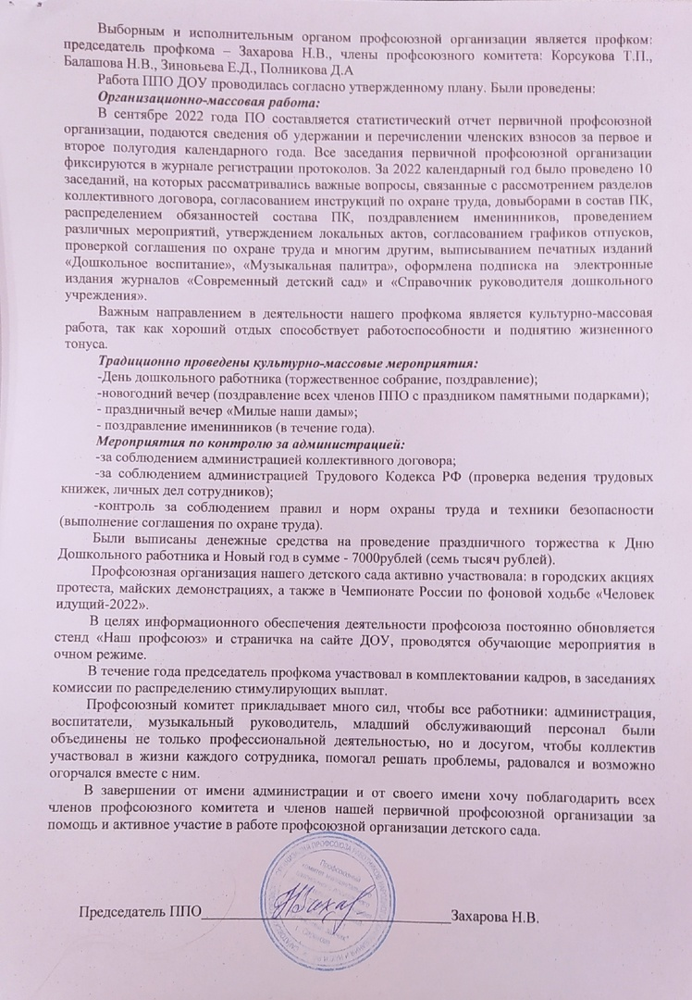 Выборным и исполнительным органом профсоюзной организации является профком:
председатель профкома – Захарова Н.В., члены профсоюзного комитета: Корсукова Т.П.,
Балашова Н.В., Зиновьева Е.Д., Полникова Д.А
Работа ППО ДОУ проводилась согласно утвержденному плану. Были проведены:
Организационно-массовая работа:
В сентябре 2022 года ПО составляется статистический отчет первичной профсоюзной
организации, подаются сведения об удержании и перечислении членских взносов за первое и
второе полугодия календарного года. Все заседания первичной профсоюзной организации
фиксируются в журнале регистрации протоколов. За 2022 календарный год было проведено 10
заседаний, на которых рассматривались важные вопросы, связанные с рассмотрением разделов
коллективного договора, согласованием инструкций по охране труда, довыборами в состав ПК,
распределением обязанностей состава ПК, поздравлением именинников, проведением
различных мероприятий, утверждением локальных актов, согласованием графиков отпусков,
проверкой соглашения по охране труда и многим другим, выписыванием печатных изданий
«Дошкольное воспитание», «Музыкальная палитра», оформлена подписка на электронные
издания журналов «Современный детский сад» и «Справочник руководителя дошкольного
учреждения».
Важным направлением в деятельности нашего профкома является культурно-массовая
работа, так как хороший отдых способствует работоспособности и поднятию жизненного
тонуса.
Традиционно проведены культурно-массовые мероприятия:
-День дошкольного работника (торжественное собрание, поздравление);
-новогодний вечер (поздравление всех членов ППО с праздником памятными подарками);
- праздничный вечер «Милые наши дамы»;
- поздравление именинников (в течение года).
Мероприятия по контролю за администрацией:
-за соблюдением администрацией коллективного договора;
-за соблюдением администрацией Трудового Кодекса РФ (проверка ведения трудовых
книжек, личных дел сотрудников);
-контроль за соблюдением правил и норм охраны труда и техники безопасности
(выполнение соглашения по охране труда).
Были выписаны денежные средства на проведение праздничного торжества к Дню
Дошкольного работника и Новый год в сумме - 7000рублей (семь тысяч рублей).
Профсоюзная организация нашего детского сада активно участвовала: в городских акциях
протеста, майских демонстрациях, а также в Чемпионате России по фоновой ходьбе «Человек
идущий-2022».
В целях информационного обеспечения деятельности профсоюза постоянно обновляется
стенд «Наш профсоюз» и страничка на сайте ДОУ, проводятся обучающие мероприятия в
очном режиме.
В течение года председатель профкома участвовал в комплектовании кадров, в заседаниях
комиссии по распределению стимулирующих выплат.
Профсоюзный комитет прикладывает много сил, чтобы все работники: администрация,
воспитатели, музыкальный руководитель, младший обслуживающий персонал были
объединены не только профессиональной деятельностью, но и досугом, чтобы коллектив
участвовал в жизни каждого сотрудника, помогал решать проблемы, радовался и возможно
огорчался вместе с ним.
В завершении от имени администрации и от своего имени хочу поблагодарить всех
членов профсоюзного комитета и членов нашей первичной профсоюзной организации за
помощь и активное участие в работе профсоюзной организации детского сада.
Профсоюзный
комитет
Председатель ППО Захарова Н.В.